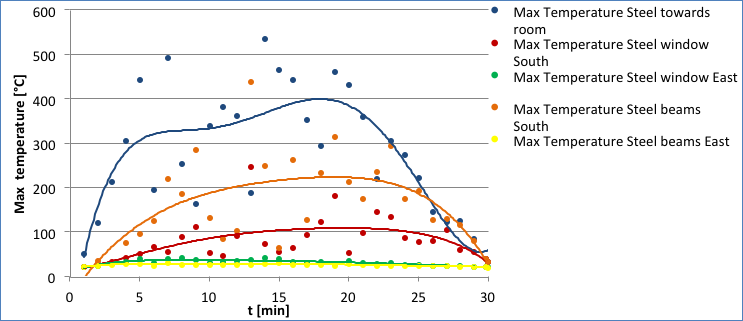 600
500
400
300
200
100
0
Max temperature [°C]
0
5
10
15
20
25
30
t [min]
Max Temperature Steel towards
room
Max Temperature Steel window
South
Max Temperature Steel window East
Max Temperature Steel beams
South
Max Temperature Steel beams East